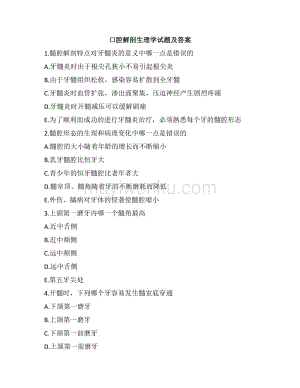 口腔解剖生理学试题及答案
1.髓腔解剖特点对牙髓炎的意义中哪一点是错误的
A.牙髓炎时由于根尖孔狭小不易引起根尖炎
B.由于牙髓组织松软，感染容易扩散到全牙髓
C.牙髓炎时血管扩张，渗出液聚集，压迫神经产生剧烈疼痛
D.牙髓炎时开髓减压可以缓解剧痛
E.为了顺利而成功的进行牙髓治疗，必须熟悉每个牙的髓腔形态
2.髓腔形态的生理和病理变化中哪一点是错误的
A.髓腔的大小随着年龄的增长而不断缩小
B.乳牙髓腔比恒牙大
C.青少年的恒牙髓腔比老年者大
D.髓室顶、髓角随着牙的不断磨耗而降低
E.外伤、龋病对牙体的侵袭使髓腔缩小
3.上颌第一磨牙内哪一个髓角最高
A.近中舌侧
B.近中颊侧
C.远中颊侧
D.远中舌侧
E.第五牙尖处
4.开髓时，下列哪个牙容易发生髓室底穿通
A.下颌第一磨牙
B.上颌第一磨牙
C.下颌第一前磨牙
D.上颌第一前磨牙